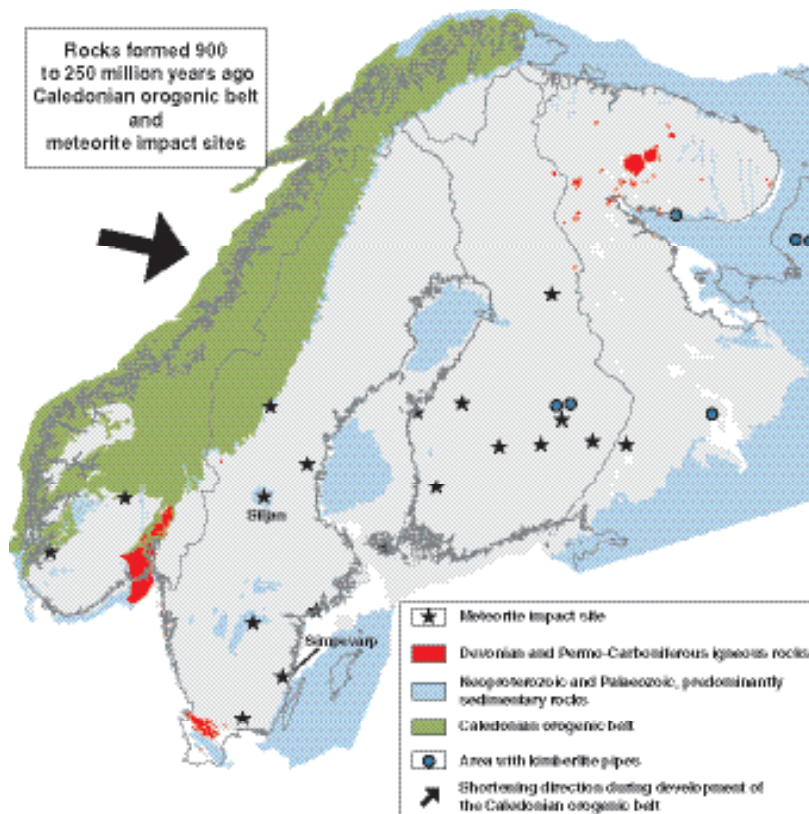 Rocks formed 900
to 250 million years ago
Caledonian orogenic belt
and
meteorite impact sites
Siljan
Simpevarp
Meteorite impact site
Devonian and Permo-Carboniferous igneous rocks
Neoproterozoic and Palaeozoic, predominantly
sedimentary rocks
Caledonian orogenic belt
Area with kimberlite pipes
Shortening direction during development of
the Caledonian orogenic belt